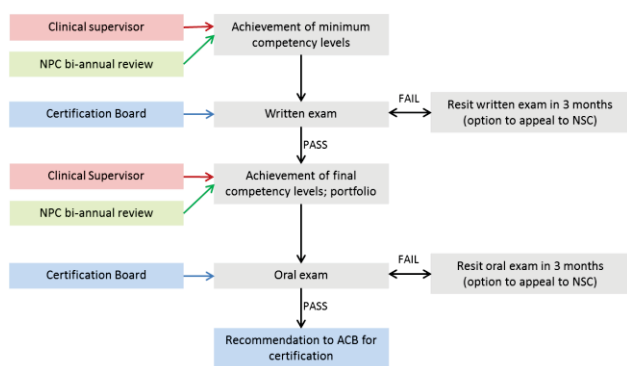 Clinical supervisor
NPC bi-annual review
Achievement of minimum
competency levels
Certification Board
Written exam
FAIL
Resit written exam in 3 months
(option to appeal to NSC)
PASS
Clinical Supervisor
NPC bi-annual review
Achievement of final
competency levels; portfolio
Certification Board
Oral exam
FAIL
Resit oral exam in 3 months
(option to appeal to NSC)
PASS
Recommendation to ACB for
certification